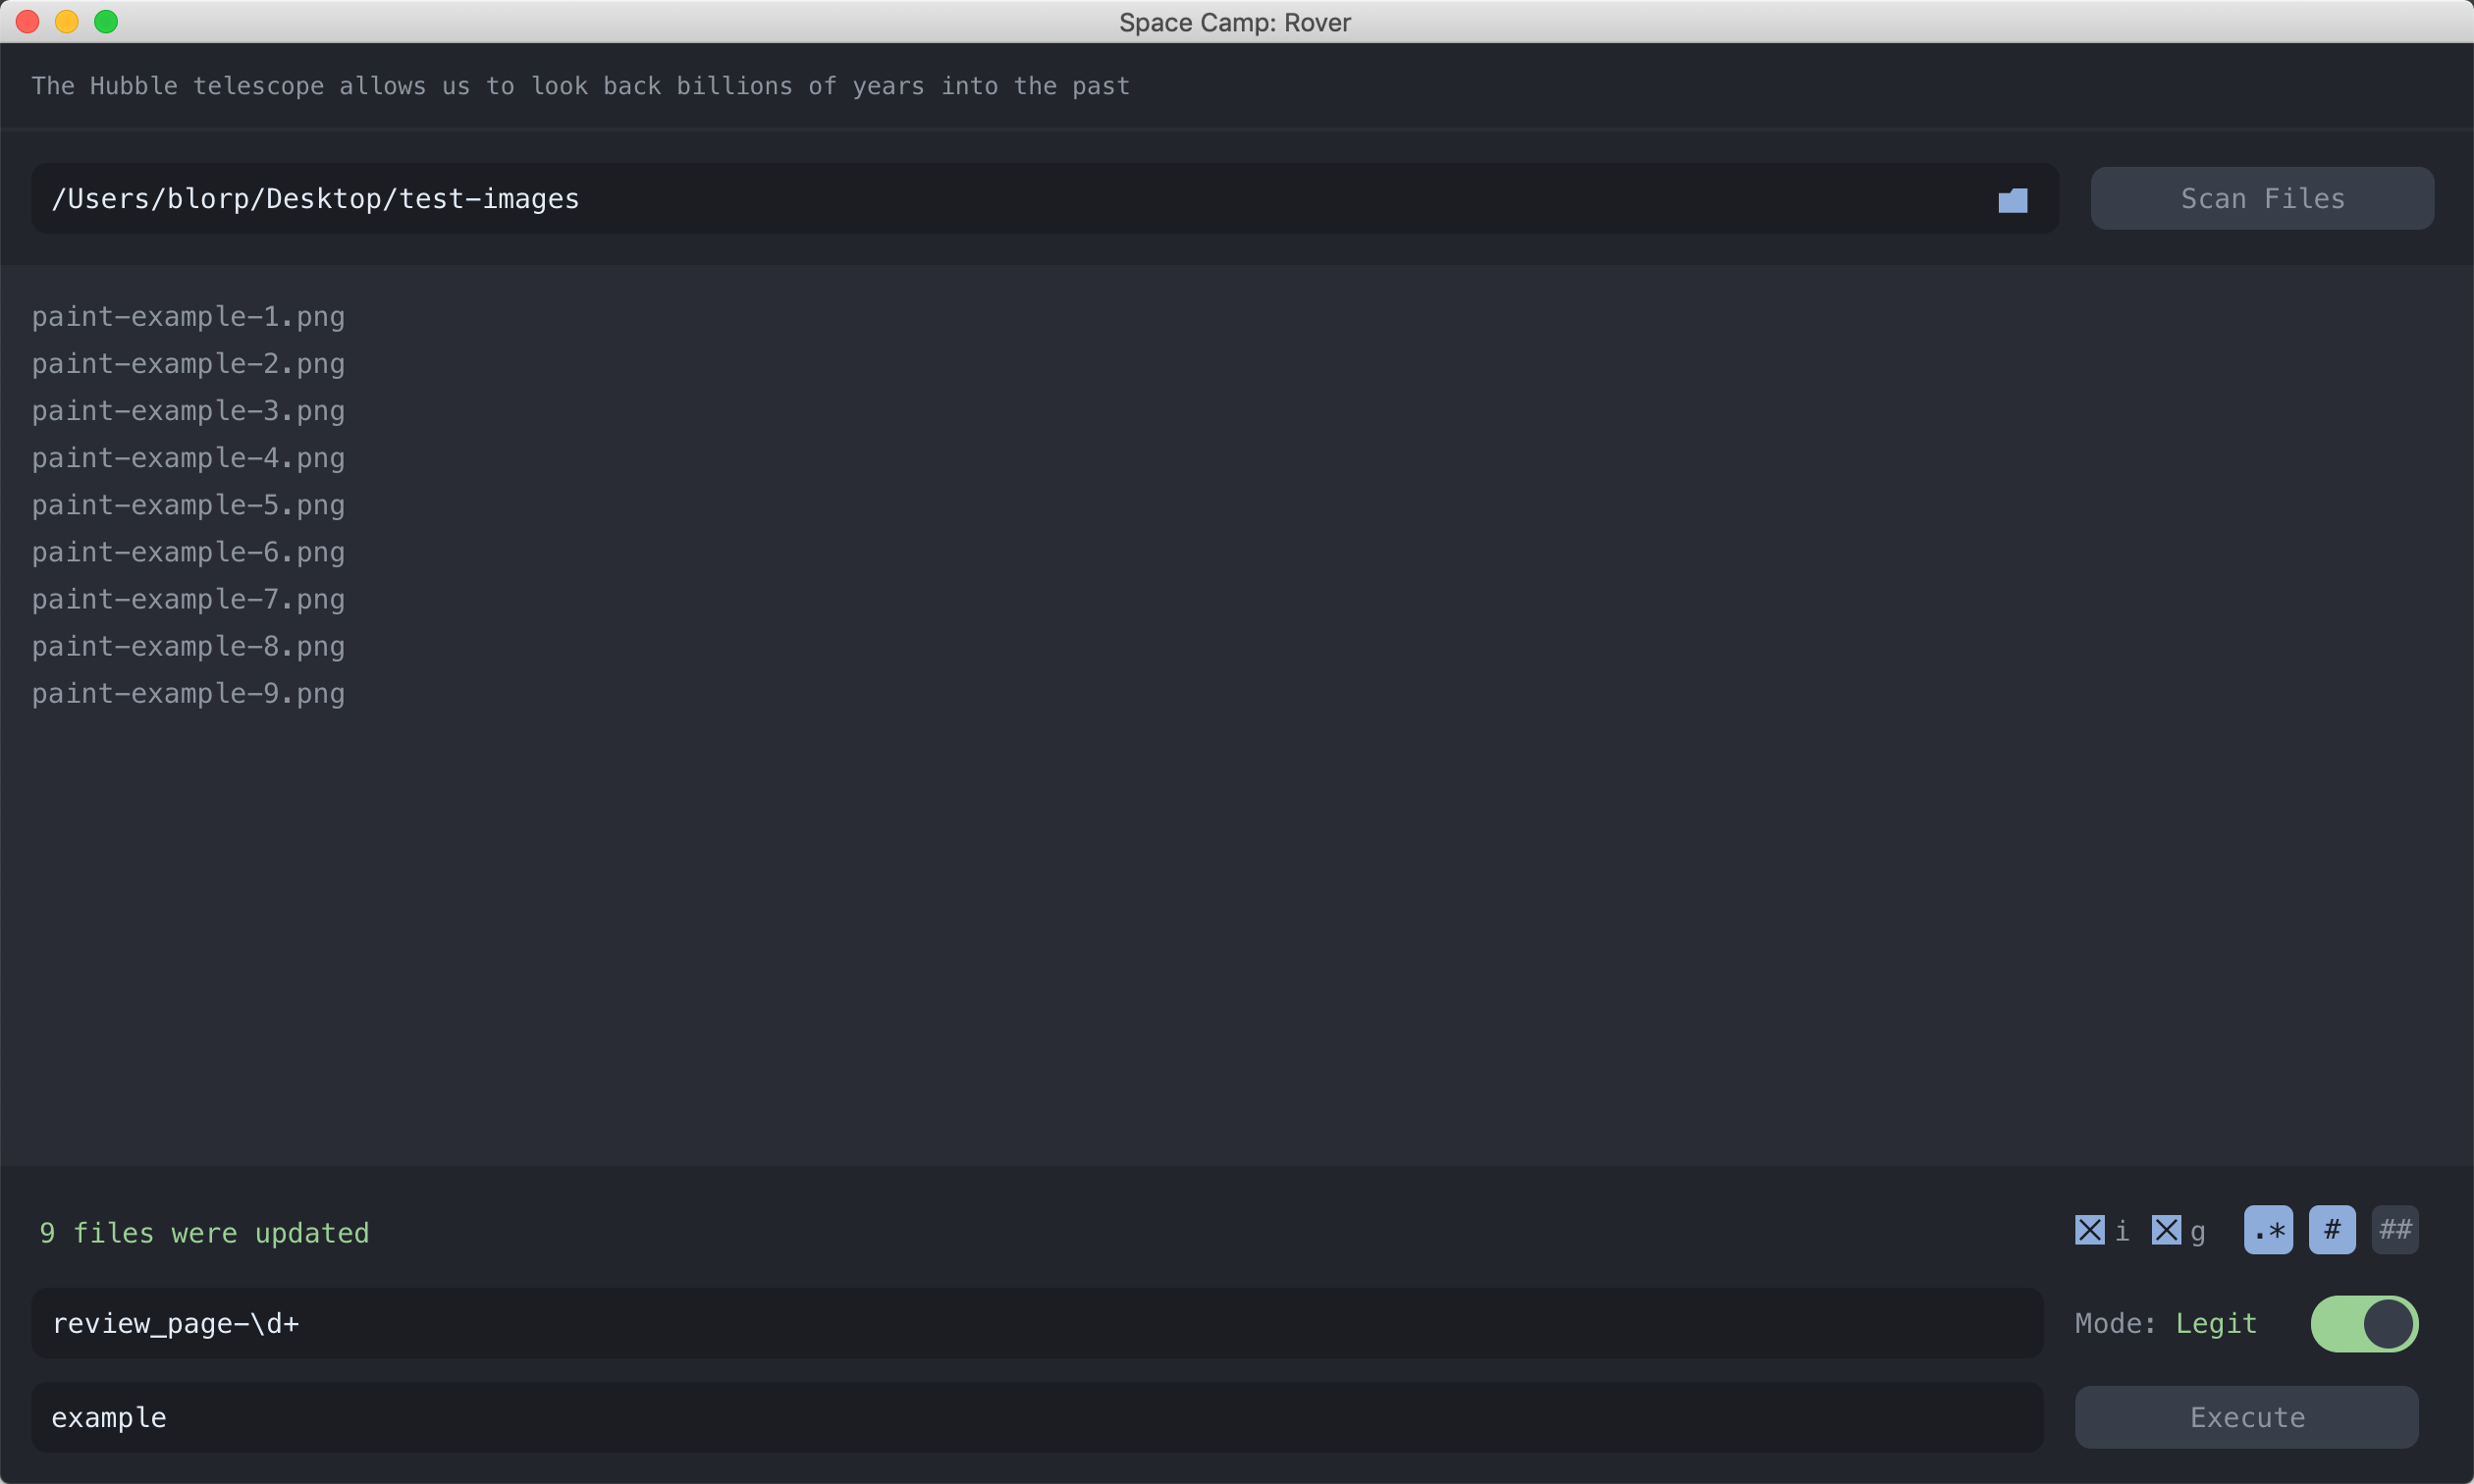 Space Camp: Rover
The Hubble telescope allows us to look back billions of years into the past
/Users/blorp/Desktop/test-images
Scan Files
paint-example-1.png
paint-example-2.png
paint-example-3.png
paint-example-4.png
paint-example-5.png
paint-example-6.png
paint-example-7.png
paint-example-8.png
paint-example-9.png
9 files were updated
i g .* # ##
review_page-\d+
Mode: Legit
example
Execute